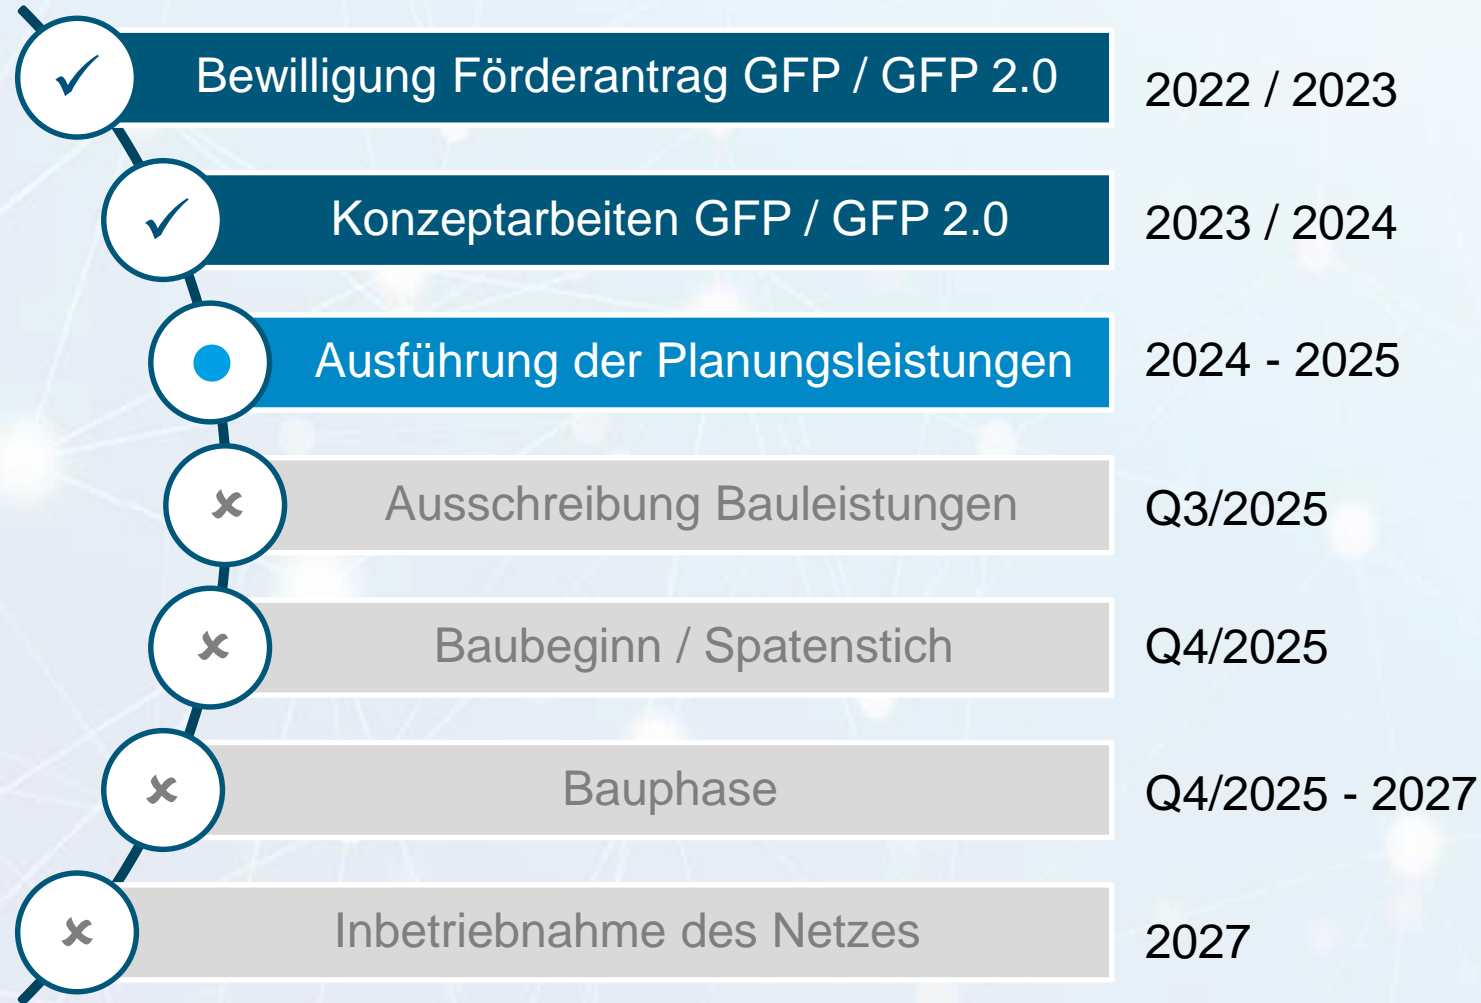 Bewilligung Förderantrag GFP / GFP 2.0
2022 / 2023
Konzeptarbeiten GFP / GFP 2.0
2023 / 2024
Ausführung der Planungsleistungen
2024 - 2025
Ausschreibung Bauleistungen
Q3/2025
Baubeginn / Spatenstich
Q4/2025
Bauphase
Q4/2025 - 2027
Inbetriebnahme des Netzes
2027